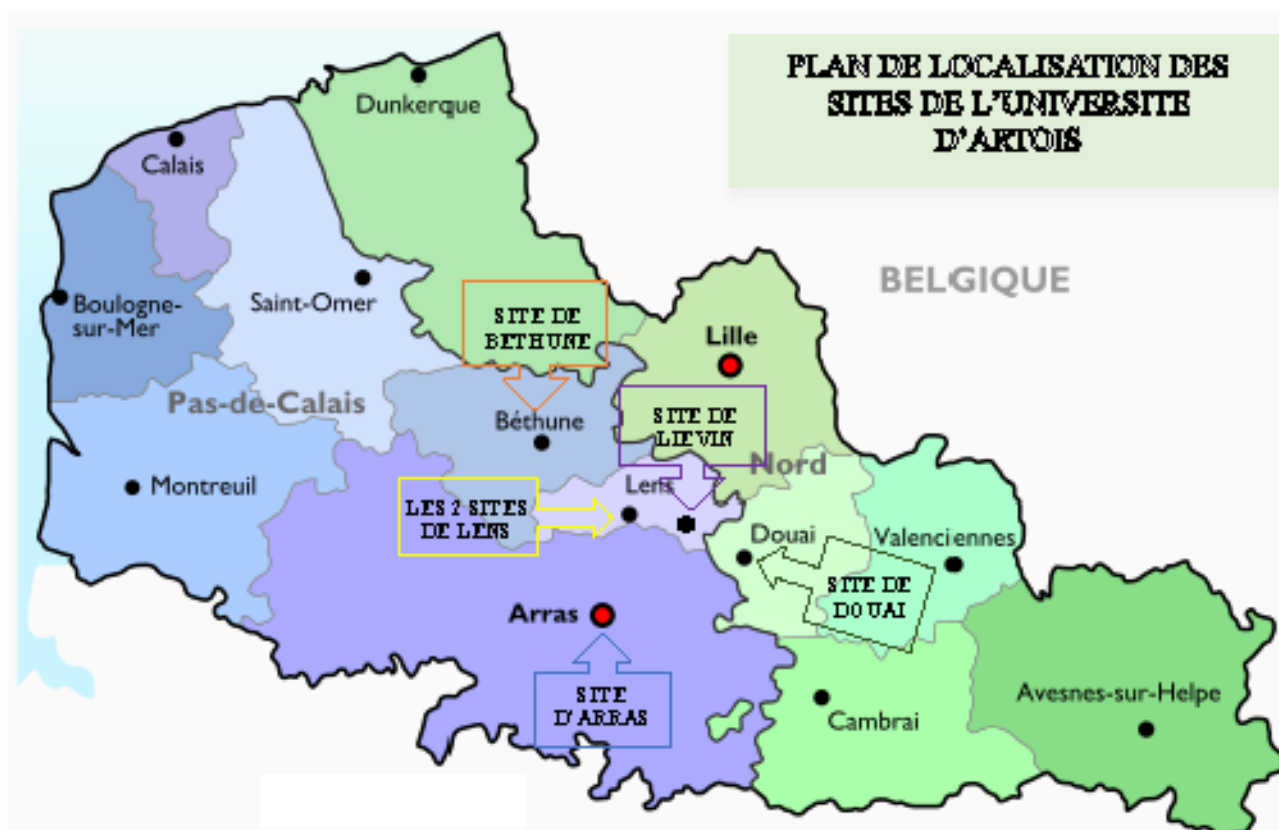 PLAN DE LOCALISATION DES
SITES DE L'UNIVERSITE
D'ARTOIS
Dunkerque
Calais
BELGIQUE
Boulogne-
sur-Mer
Saint-Omer
SITE DE
BETHUNE
Lille
Pas-de-Calais
Béthune
SITE DE
LIEVIN
Nord
Montreuil
Lens
LES 2 SITES
DE LENS
Douai
Valenciennes
SITE DE
DOUAI
Arras
SITE
D'ARRAS
Cambrai
Avesnes-sur-Helpe